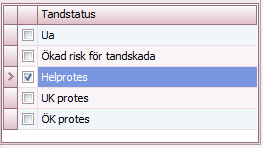 Tandstatus
Ua
Ökad risk för tandskada
Helprotes
UK protes
ÖK protes